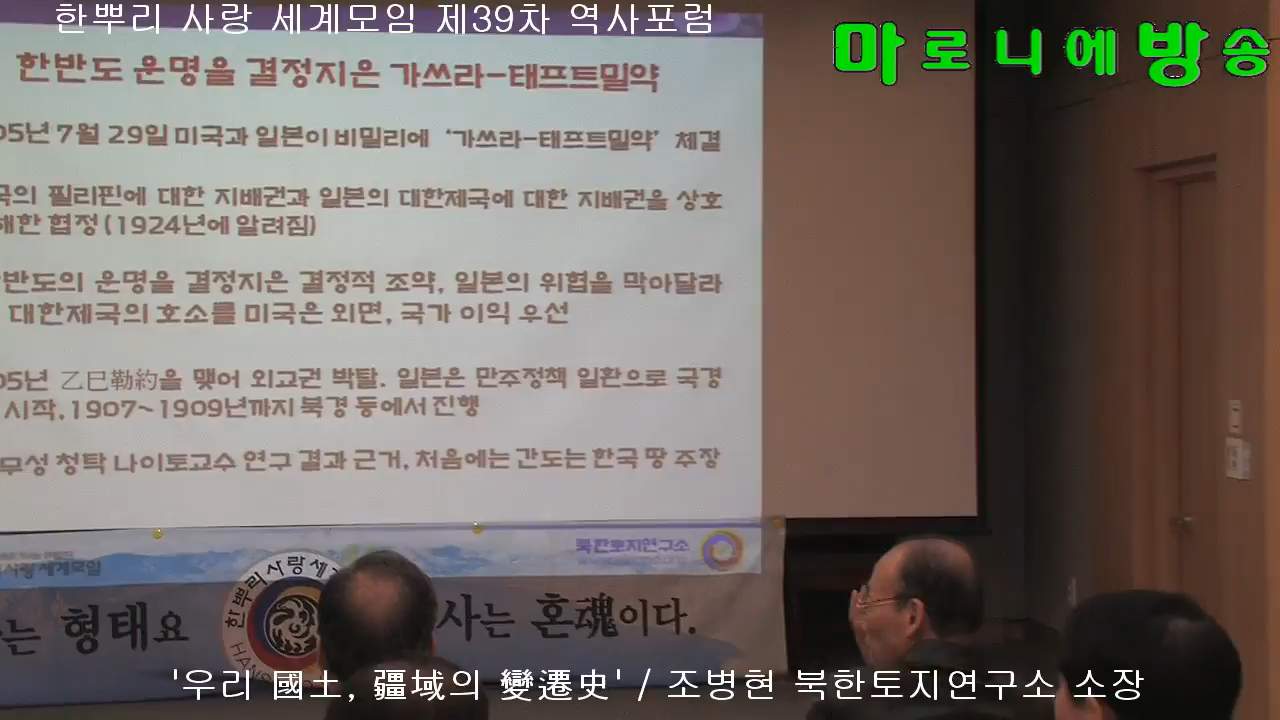 한뿌리 사랑 세계모임 제39차 역사포럼
마로니에방송
한반도 운명을 결정지은 가쓰라-태프트밀약
05년 7월 29일 미국과 일본이 비밀리에 ‘가쓰라-태프트밀약’ 체결
국의 필리핀에 대한 지배권과 일본의 대한제국에 대한 지배권을 상호
해한 협정(1924년에 알려짐)
반도의 운명을 결정지은 결정적 조약, 일본의 위협을 막아달라
대한제국의 호소를 미국은 외면, 국가 이익 우선
05년 乙巳勒約을 맺어 외교권 박탈. 일본은 만주정책 일환으로 국경
시작, 1907~1909년까지 북경 등에서 진행
무성 청탁 나이토교수 연구 결과 근거, 처음에는 간도는 한국 땅 주장
북한토지연구소
사랑 세계모임
한뿌리사랑세계
HANS
는 형태요
사는 혼魂이다.
'우리 國土, 疆域의 變遷史' / 조병현 북한토지연구소 소장